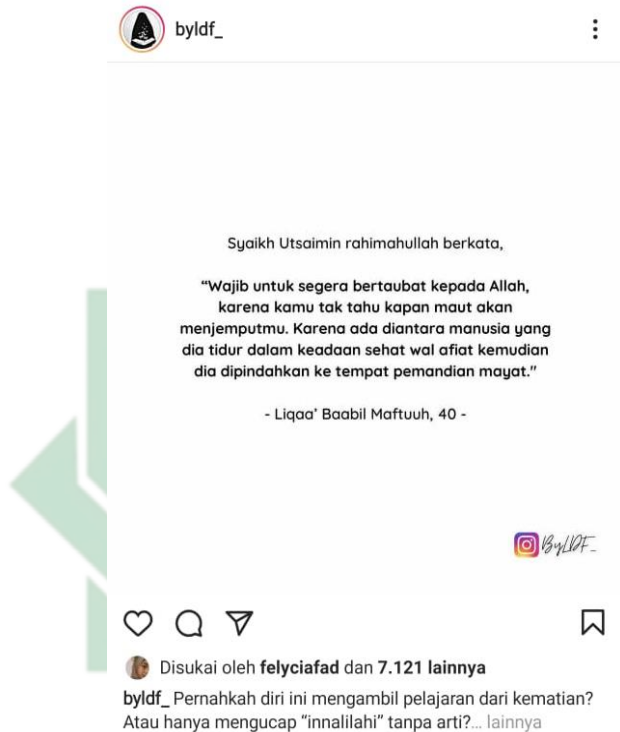 byldf_
Syaikh Utsaimin rahimahullah berkata,
“Wajib untuk segera bertaubat kepada Allah,
karena kamu tak tahu kapan maut akan
menjemputmu. Karena ada diantara manusia yang
dia tidur dalam keadaan sehat wal afiat kemudian
dia dipindahkan ke tempat pemandian mayat.”
- Liqaa’ Baabil Maftuuh, 40 -
ByLDF_
Disukai oleh felyciafad dan 7.121 lainnya
byldf_ Pernahkah diri ini mengambil pelajaran dari kematian?
Atau hanya mengucap “innalilahi” tanpa arti?... lainnya